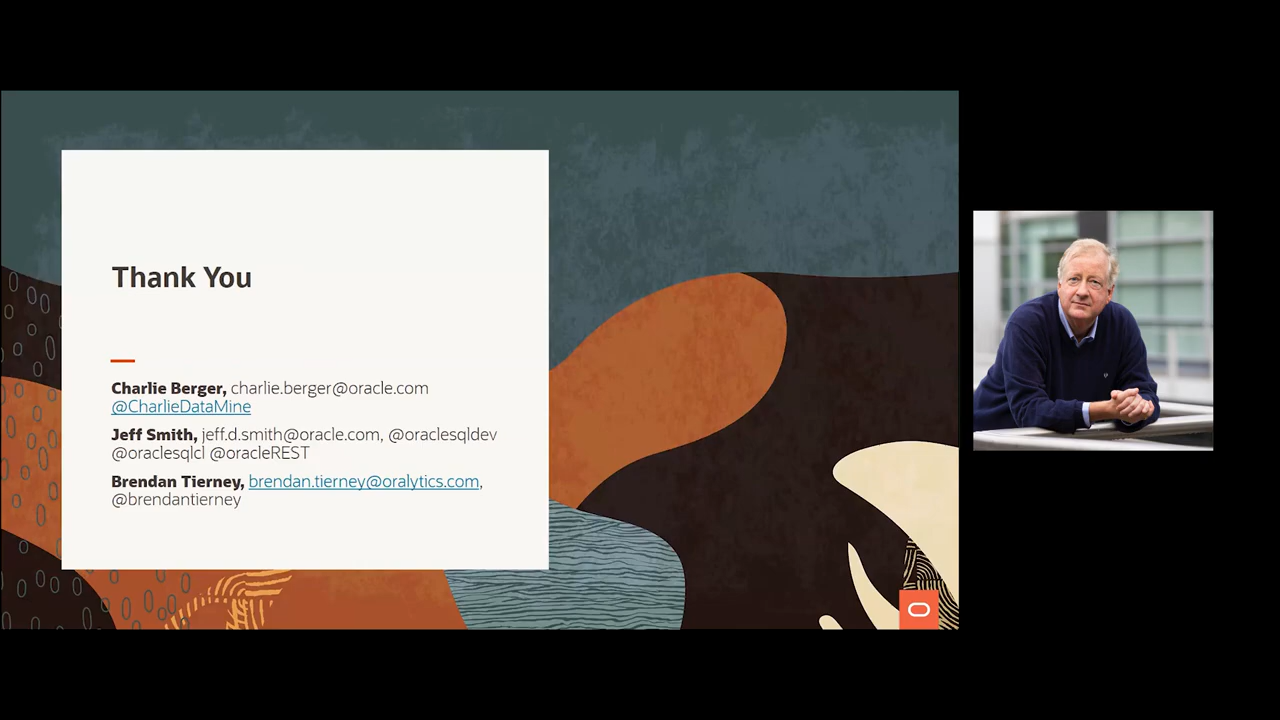 Thank You
Charlie Berger, charlie.berger@oracle.com
@CharlieDataMine
Jeff Smith, jeff.d.smith@oracle.com, @oraclesqldev
@oraclesqlcl @oracleREST
Brendan Tierney, brendan.tierney@oralytics.com,
@brendantierney